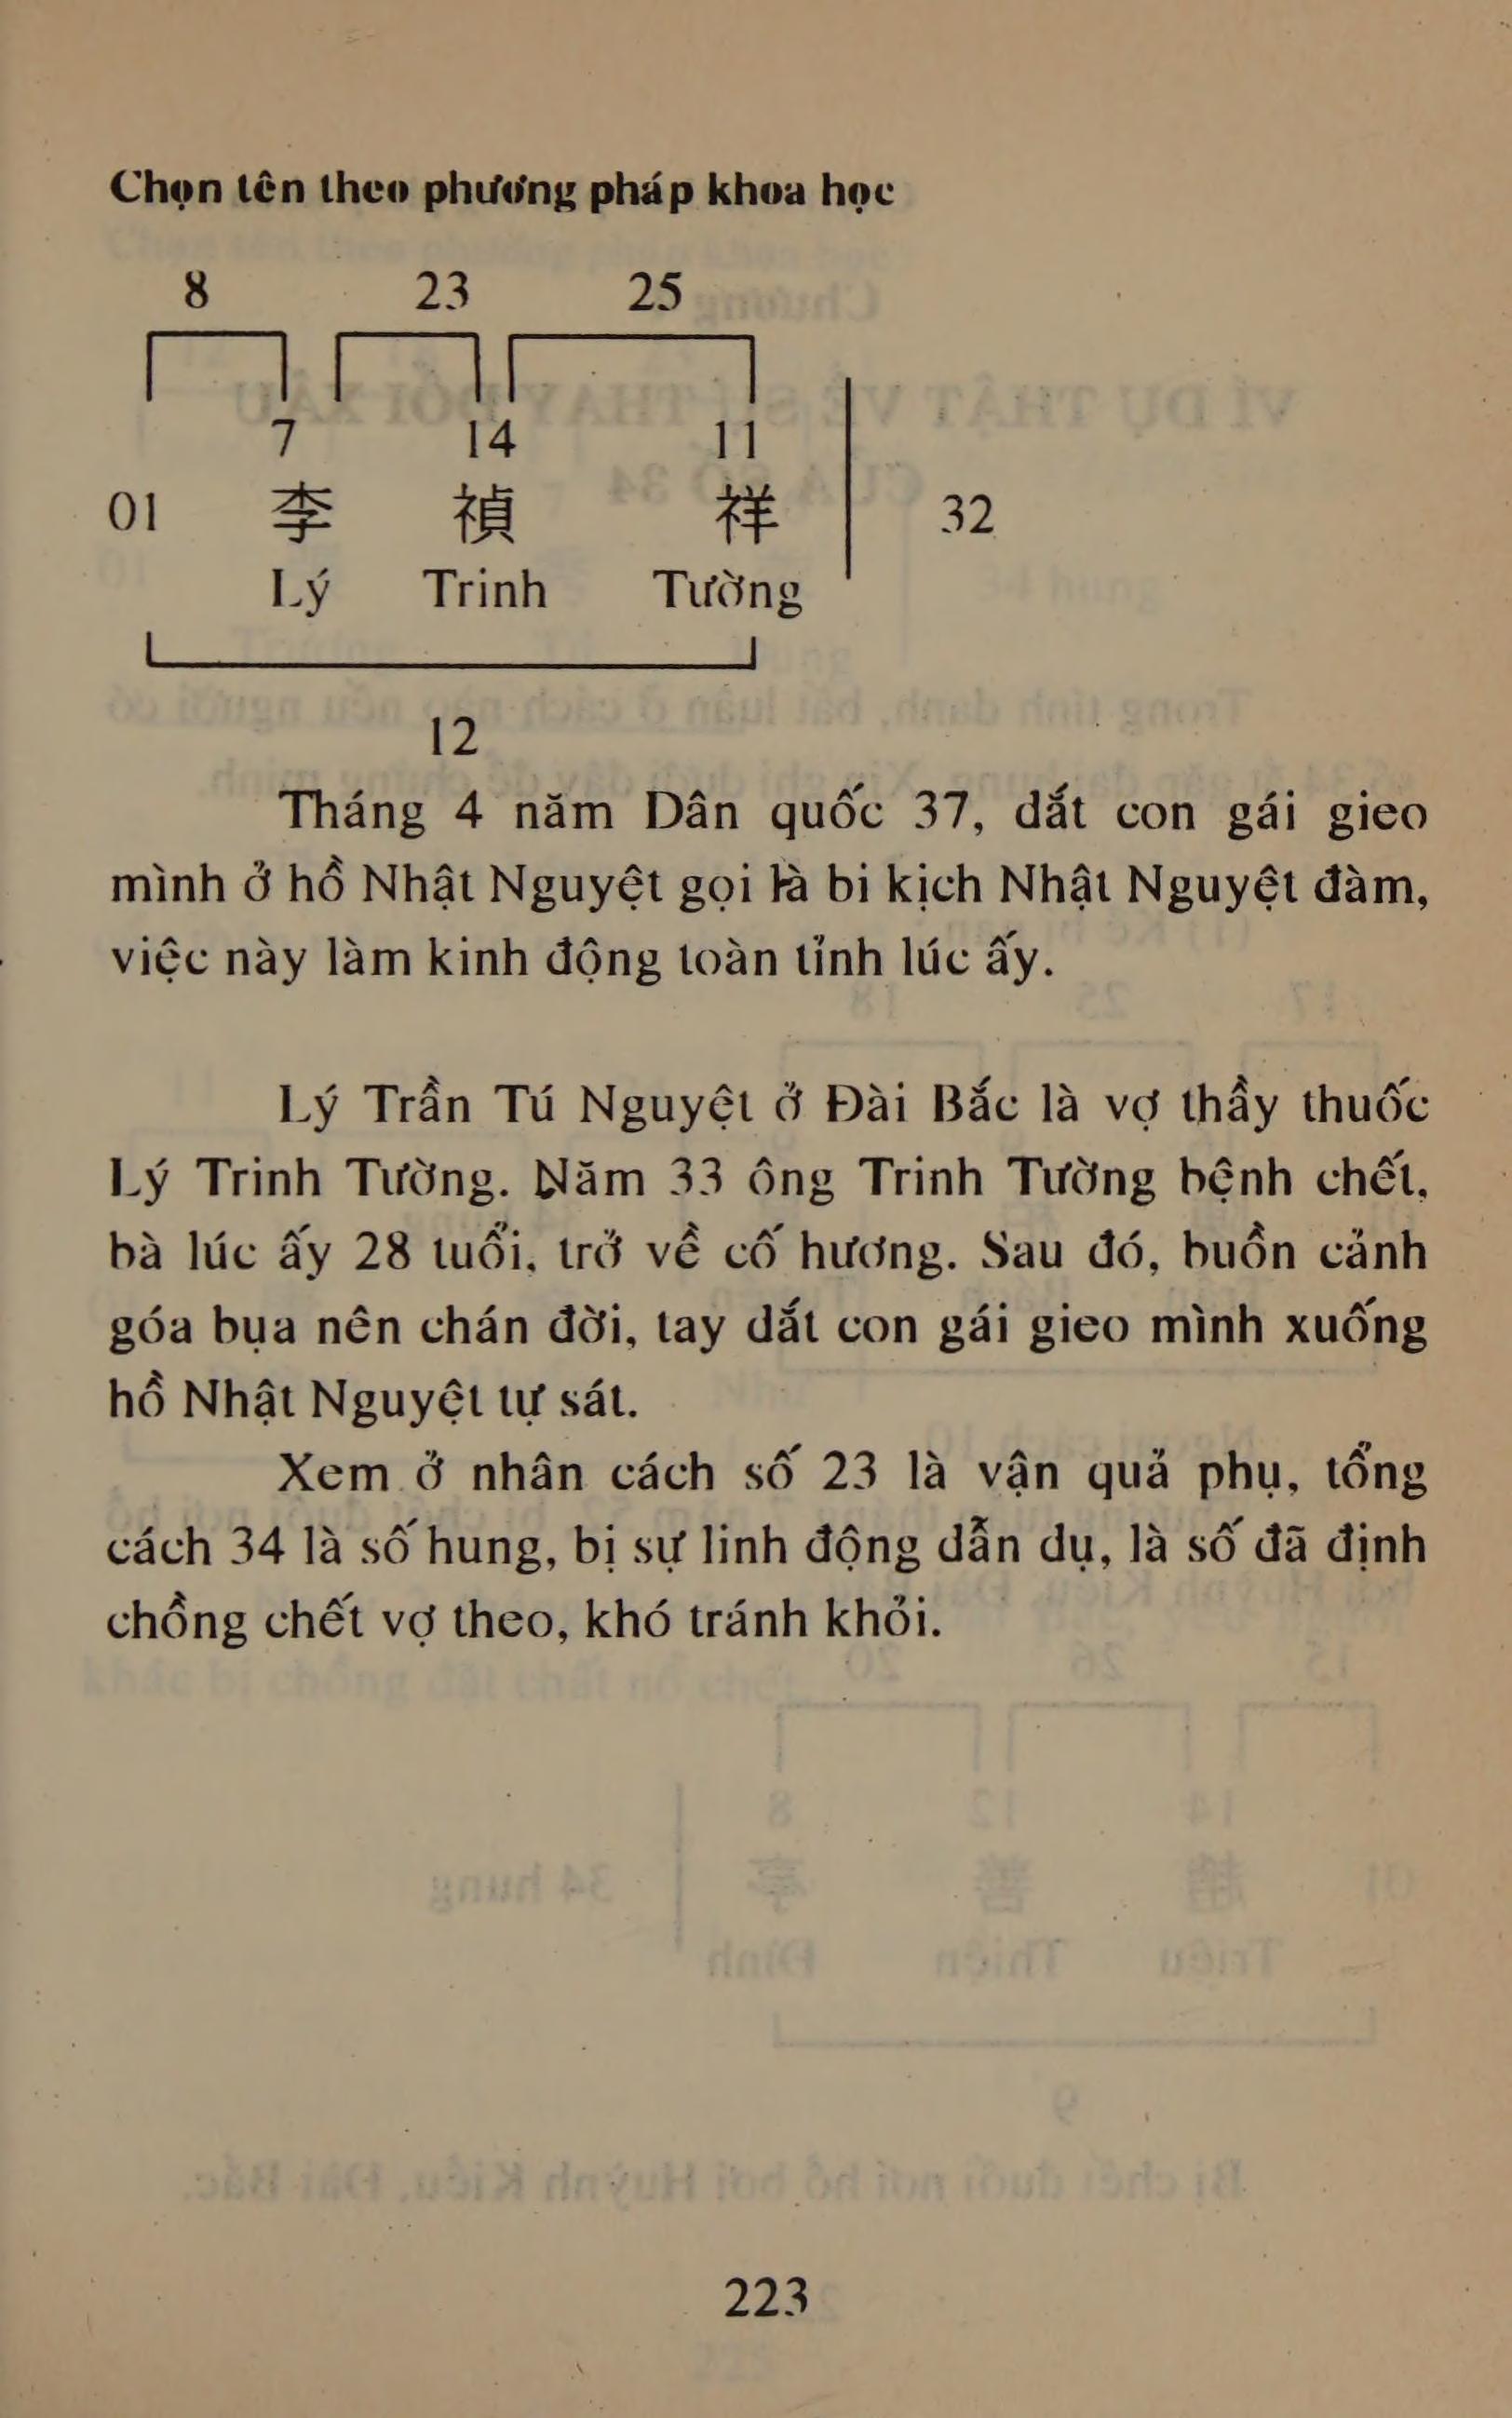 Chọn tên theo phương pháp khoa học
8 23 25
7 14 11
01 李 禎 祥 32
Lý Trinh Tường
12
Tháng 4 năm Dân quốc 37, dắt con gái gieo
mình ở hồ Nhật Nguyệt gọi là bi kịch Nhật Nguyệt đàm,
việc này làm kinh động toàn tỉnh lúc ấy.
Lý Trần Tú Nguyệt ở Đài Bắc là vợ thầy thuốc
Lý Trinh Tường. Năm 33 ông Trinh Tường bệnh chết,
bà lúc ấy 28 tuổi, trở về cố hương. Sau đó, buồn cảnh
góa bụa nên chán đời, tay dắt con gái gieo mình xuống
hồ Nhật Nguyệt tự sát.
Xem ở nhân cách số 23 là vận quả phụ, tổng
cách 34 là số hung, bị sự linh động dẫn dụ, là số đã định
chồng chết vợ theo, khó tránh khỏi.
223